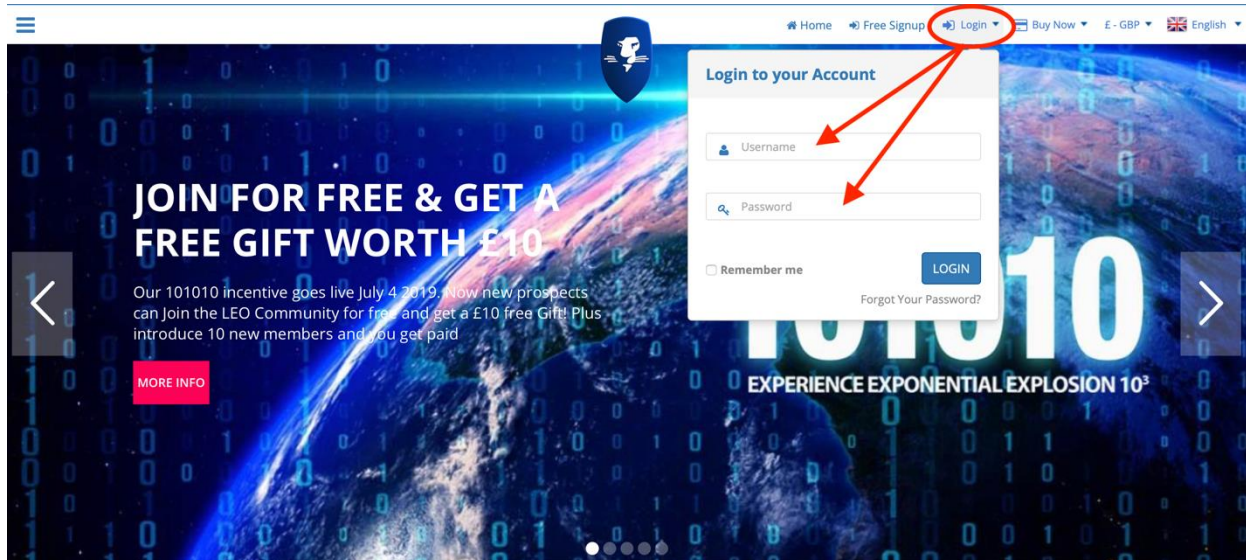 Home Free Signup Login Buy Now £ - GBP English
Login to your Account
Username
Password
Remember me LOGIN
Forgot Your Password?
JOIN FOR FREE & GET A
FREE GIFT WORTH £10
Our 101010 incentive goes live July 4 2019. Now new prospects
can Join the LEO Community for free and get a £10 free Gift! Plus
introduce 10 new members and you get paid
MORE INFO
101010
EXPERIENCE EXPONENTIAL EXPLOSION 10³